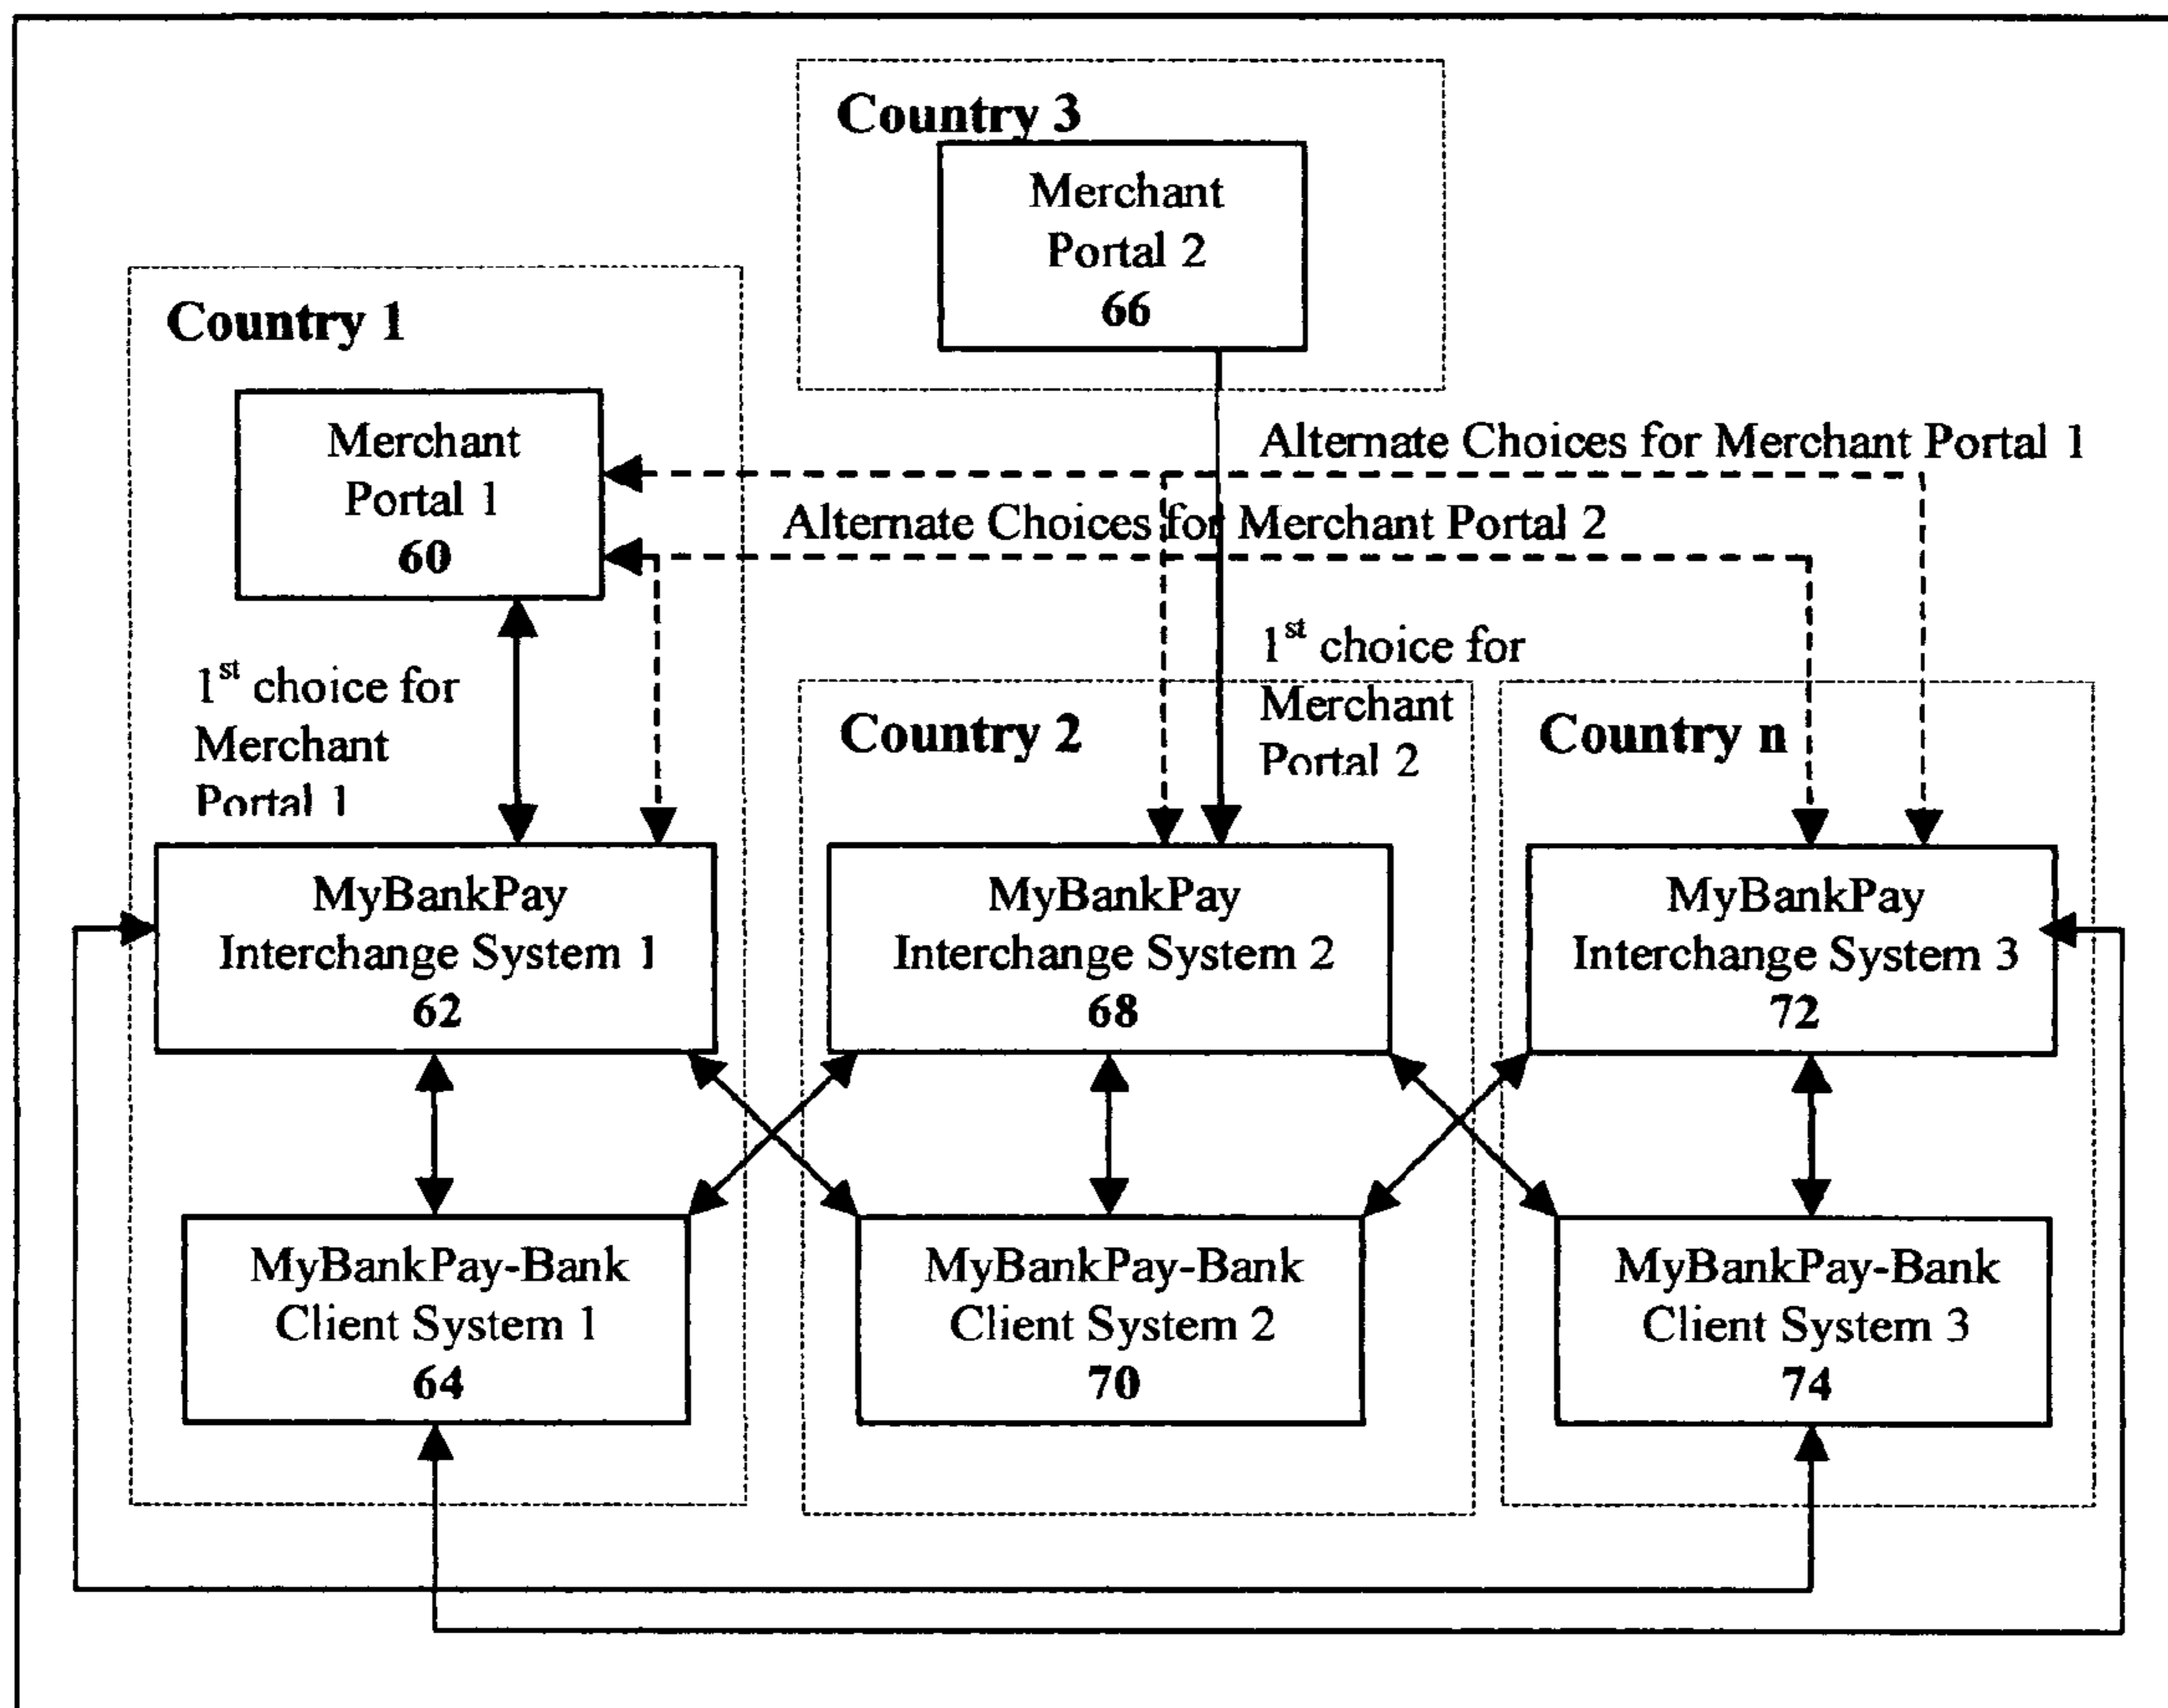 Country 3
Merchant
Portal 2
66
Country 1
Merchant
Portal 1
60
Alternate Choices for Merchant Portal 1
Alternate Choices for Merchant Portal 2
1st choice for
Merchant
Portal 1
1st choice for
Merchant
Portal 2
Country 2
Country n
MyBankPay
Interchange System 1
62
MyBankPay
Interchange System 2
68
MyBankPay
Interchange System 3
72
MyBankPay-Bank
Client System 1
64
MyBankPay-Bank
Client System 2
70
MyBankPay-Bank
Client System 3
74